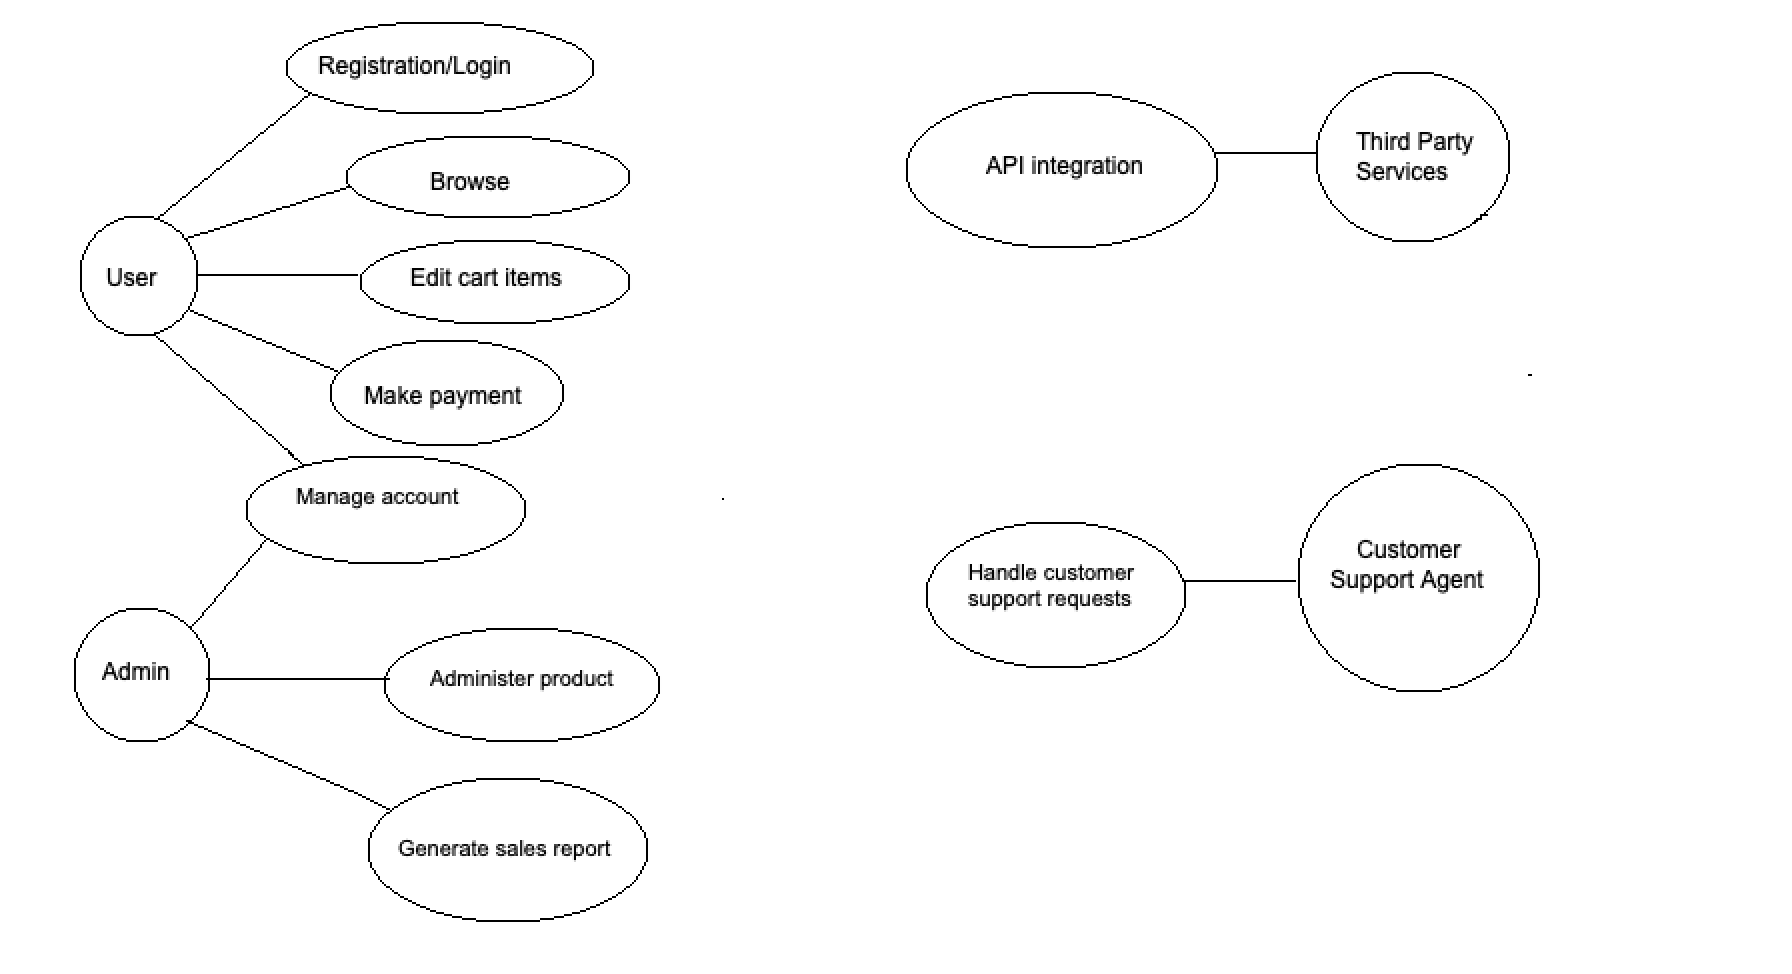 Registration/Login
Browse
User
Edit cart items
Make payment
Manage account
Admin
Administer product
Generate sales report
API integration
Third Party
Services
Handle customer
support requests
Customer
Support Agent